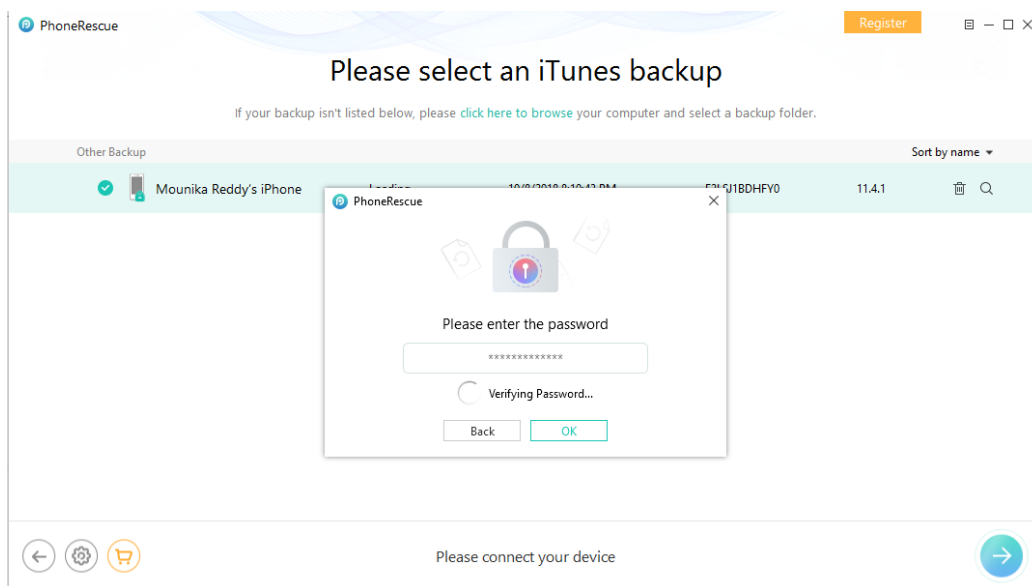 PhoneRescue
Register
Please select an iTunes backup
If your backup isn't listed below, please click here to browse your computer and select a backup folder.
Other Backup
Sort by name
Mounika Reddy's iPhone 11.4.1
PhoneRescue
Please enter the password
*************
Verifying Password...
Back OK
Please connect your device